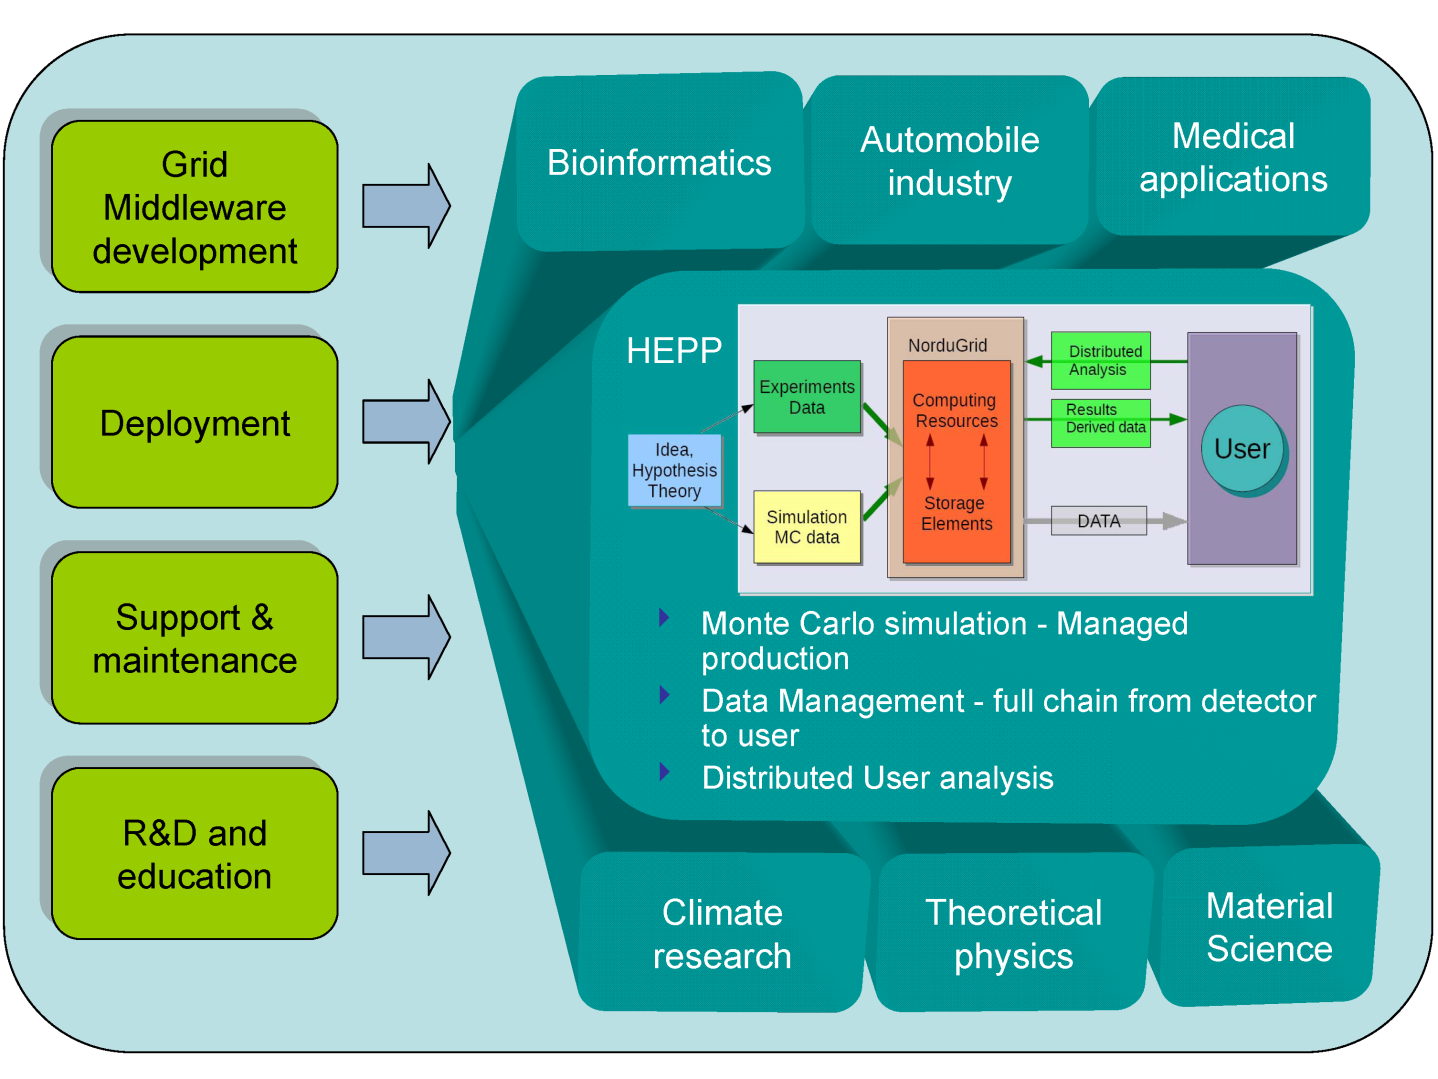 Grid
Middleware
development
Deployment
Support &
maintenance
R&D and
education
Bioinformatics
Automobile
industry
Medical
applications
HEPP
Idea,
Hypothesis
Theory
Experiments
Data
Simulation
MC data
NorduGrid
Computing
Resources
Storage
Elements
Distributed
Analysis
Results
Derived data
DATA
User
Monte Carlo simulation - Managed
production
Data Management - full chain from detector
to user
Distributed User analysis
Climate
research
Theoretical
physics
Material
Science